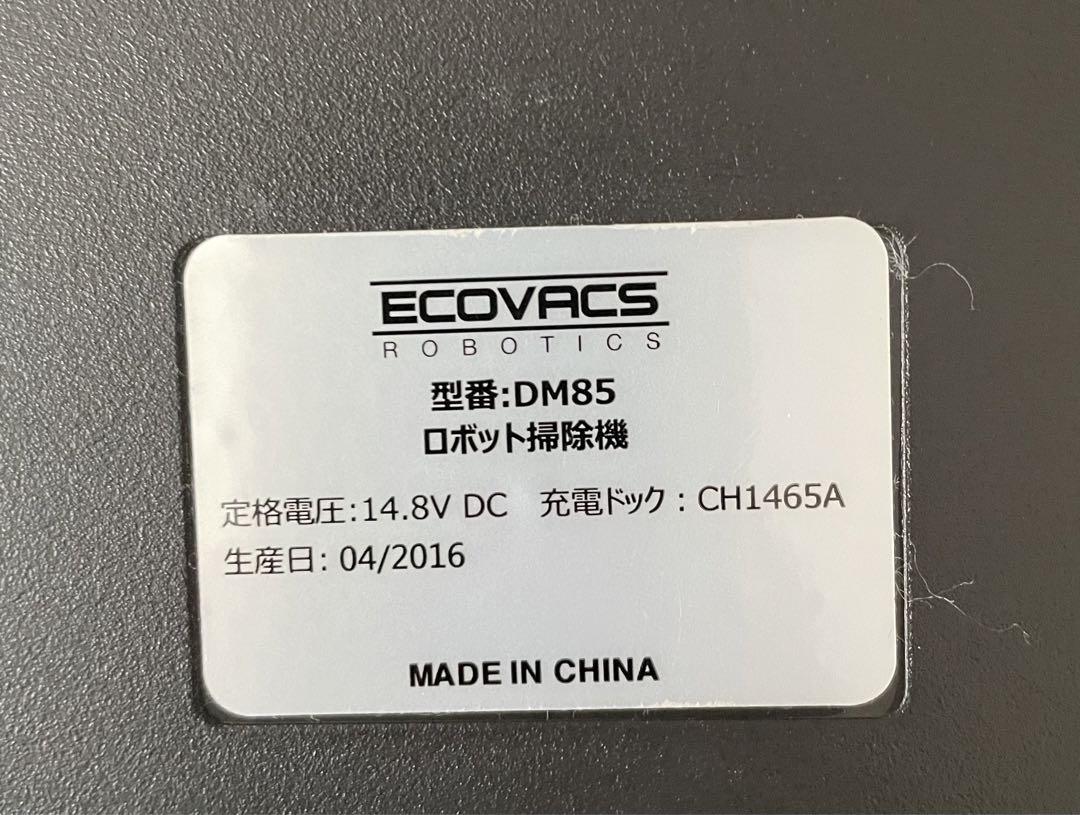 ECOVACS
ROBOTICS
型番:DM85
ロボット掃除機
定格電圧:14.8V DC 充電ドック : CH1465A
生産日: 04/2016
MADE IN CHINA